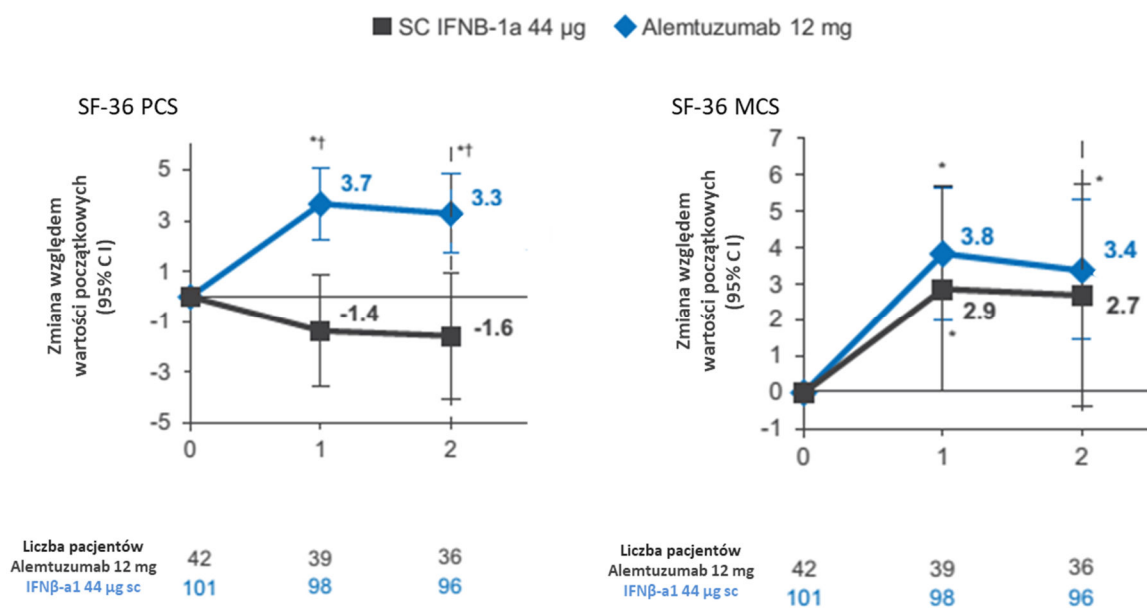 SC IFNB-1a 44 µg Alemtuzumab 12 mg
SF-36 PCS
Zmiana względem
wartości początkowych
(95% C I)
5
3
1
-1
-3
-5
*†
3.7
*†
3.3
-1.4
-1.6
0 1 2
Liczba pacjentów
Alemtuzumab 12 mg 42 39 36
IFNβ-a1 44 µg sc 101 98 96
SF-36 MCS
Zmiana względem
wartości początkowych
(95% C I)
7
6
5
4
3
2
1
0
-1
*
*
3.8
3.4
2.9
2.7
*
0 1 2
Liczba pacjentów
Alemtuzumab 12 mg 42 39 36
IFNβ-a1 44 µg sc 101 98 96